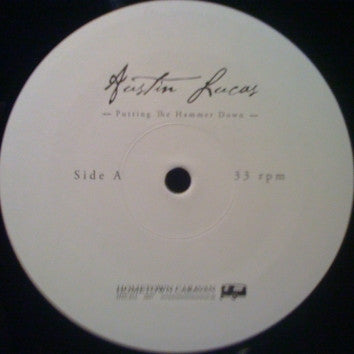 Austin Lucas
— Putting The Hammer Down —
Side A
33 rpm
HOMETOWN CARAVAN